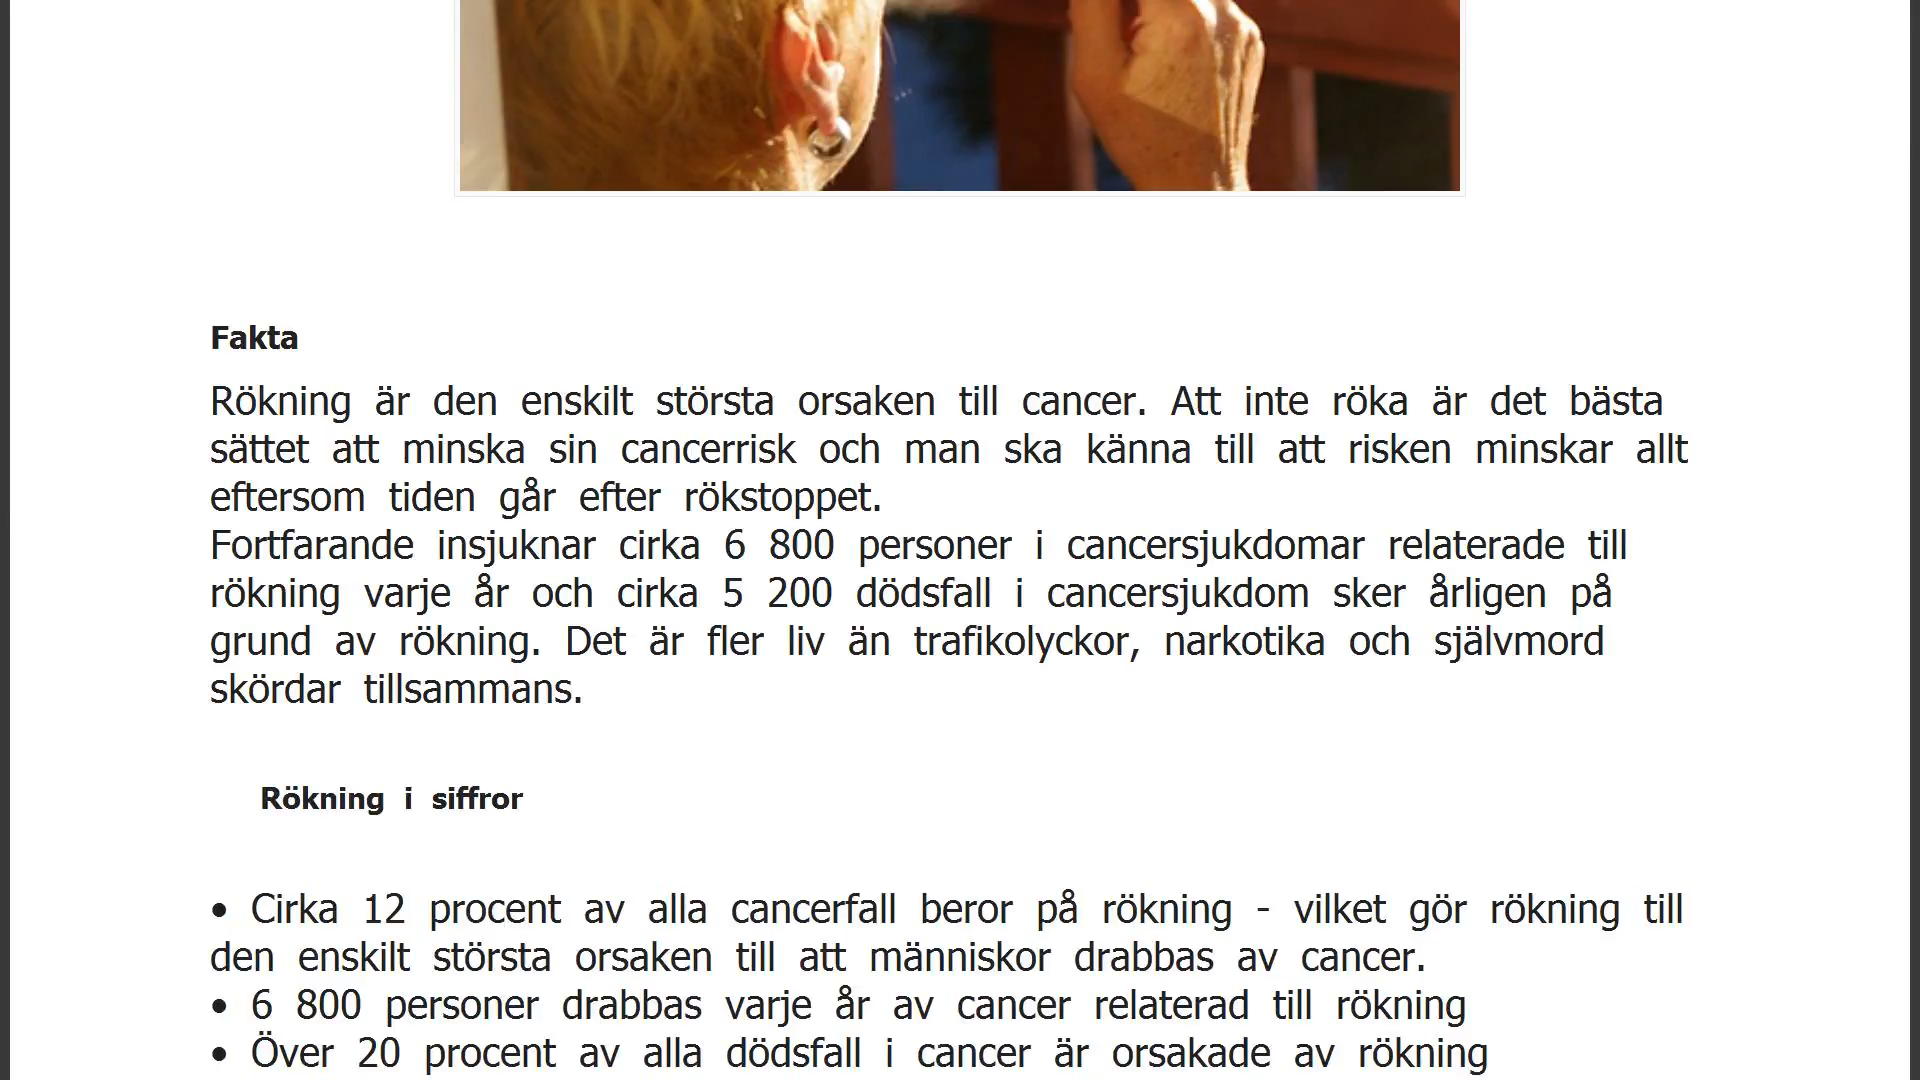 Fakta
Rökning är den enskilt största orsaken till cancer. Att inte röka är det bästa
sättet att minska sin cancerrisk och man ska känna till att risken minskar allt
eftersom tiden går efter rökstoppet.
Fortfarande insjuknar cirka 6 800 personer i cancersjukdomar relaterade till
rökning varje år och cirka 5 200 dödsfall i cancersjukdom sker årligen på
grund av rökning. Det är fler liv än trafikolyckor, narkotika och självmord
skördar tillsammans.
Rökning i siffror
• Cirka 12 procent av alla cancerfall beror på rökning - vilket gör rökning till
den enskilt största orsaken till att människor drabbas av cancer.
• 6 800 personer drabbas varje år av cancer relaterad till rökning
• Över 20 procent av alla dödsfall i cancer är orsakade av rökning